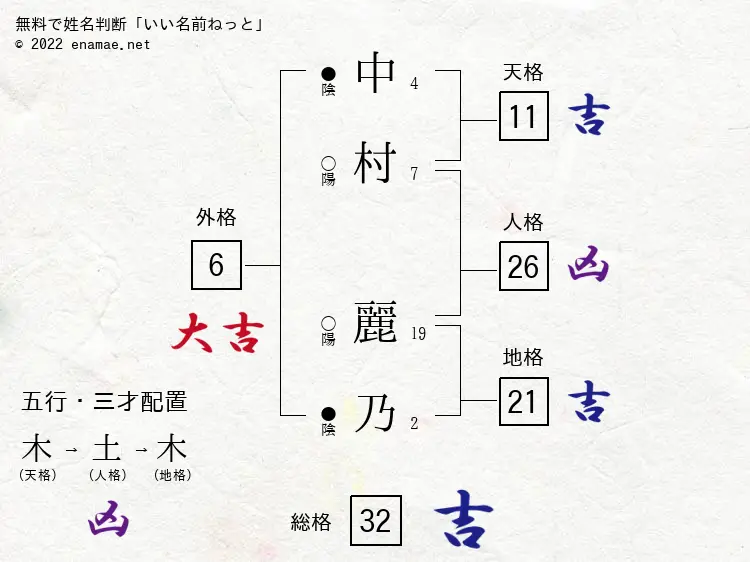 無料で姓名判断「いい名前ねっと」
© 2022 enamae.net
中 4
●陰
村 7
○陽
麗 19
○陽
乃 2
●陰
天格
11 吉
人格
26 凶
地格
21 吉
外格
6
大吉
五行・三才配置
木→土→木
(天格) (人格) (地格)
凶
総格 32 吉